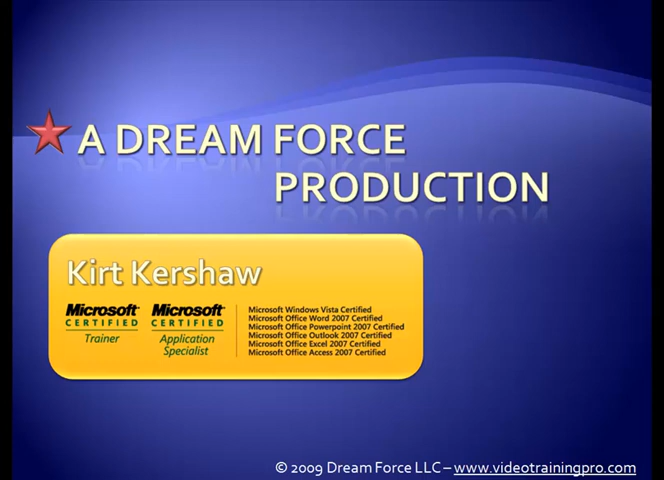 A DREAM FORCE
PRODUCTION
Kirt Kershaw
Microsoft
CERTIFIED
Trainer
Microsoft
CERTIFIED
Application
Specialist
Microsoft Windows Vista Certified
Microsoft Office Word 2007 Certified
Microsoft Office Powerpoint 2007 Certified
Microsoft Office Outlook 2007 Certified
Microsoft Office Excel 2007 Certified
Microsoft Office Access 2007 Certified
© 2009 Dream Force LLC – www.videotrainingpro.com